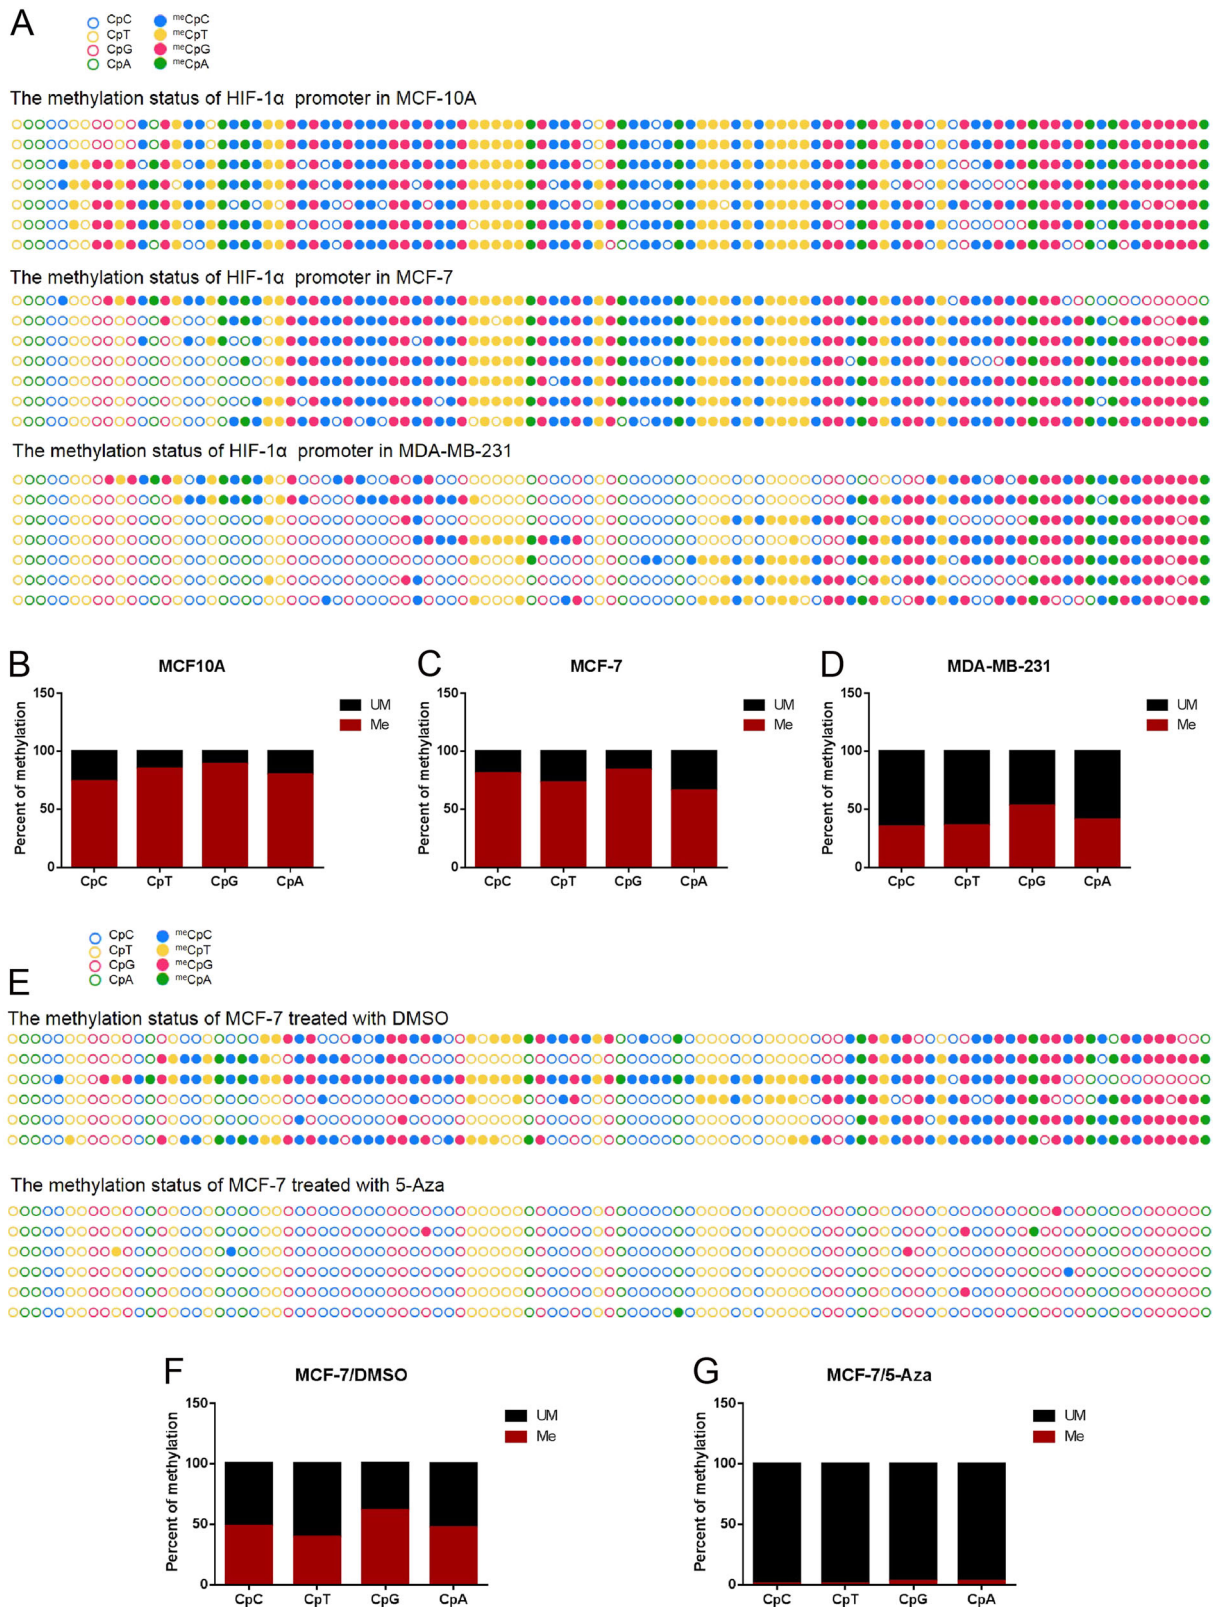 A
CpC meCpC
CpT meCpT
CpG meCpG
CpA meCpA
The methylation status of HIF-1α promoter in MCF-10A
The methylation status of HIF-1α promoter in MCF-7
The methylation status of HIF-1α promoter in MDA-MB-231
B
MCF10A
Percent of methylation
150
100
50
0
CpC CpT CpG CpA
UM
Me
C
MCF-7
Percent of methylation
150
100
50
0
CpC CpT CpG CpA
UM
Me
D
MDA-MB-231
Percent of methylation
150
100
50
0
CpC CpT CpG CpA
UM
Me
CpC meCpC
CpT meCpT
CpG meCpG
CpA meCpA
E
The methylation status of MCF-7 treated with DMSO
The methylation status of MCF-7 treated with 5-Aza
F
MCF-7/DMSO
Percent of methylation
150
100
50
0
CpC CpT CpG CpA
UM
Me
G
MCF-7/5-Aza
Percent of methylation
150
100
50
0
CpC CpT CpG CpA
UM
Me